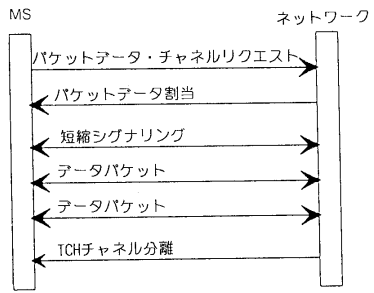 MS
ネットワーク
パケットデータ・チャネルリクエスト
パケットデータ割当
短縮シグナリング
データパケット
データパケット
TCHチャネル分離